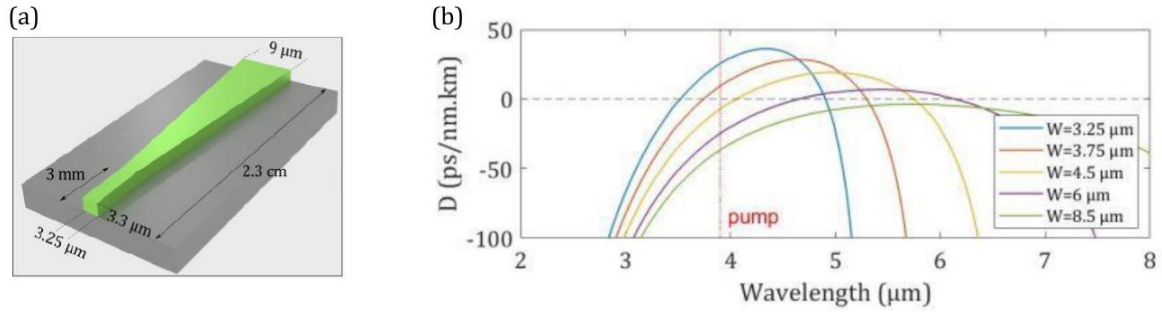 (a)
9 μm
3 mm
2.3 cm
3.3 μm
3.25 μm
(b)
50
0
-50
-100
D (ps/nm.km)
pump
W=3.25 μm
W=3.75 μm
W=4.5 μm
W=6 μm
W=8.5 μm
2 3 4 5 6 7 8
Wavelength (μm)